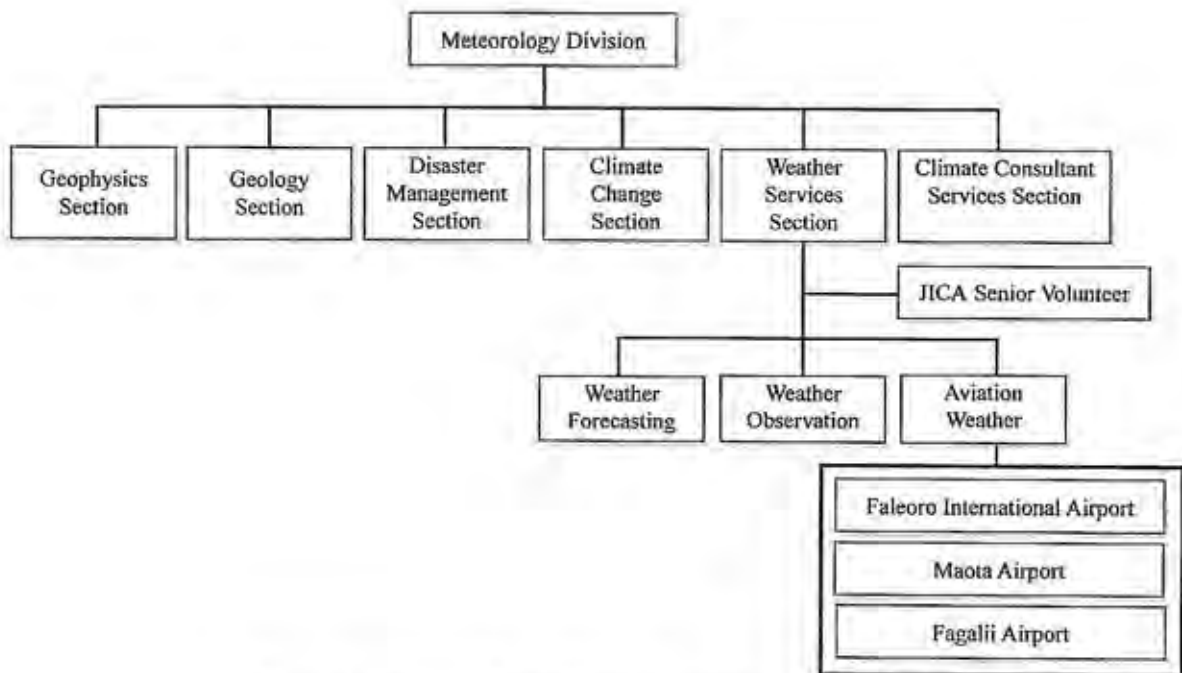 Meteorology Division
Geophysics
Section
Geology
Section
Disaster
Management
Section
Climate
Change
Section
Weather
Services
Section
Climate Consultant
Services Section
JICA Senior Volunteer
Weather
Forecasting
Weather
Observation
Aviation
Weather
Faleoro International Airport
Maota Airport
Fagalii Airport